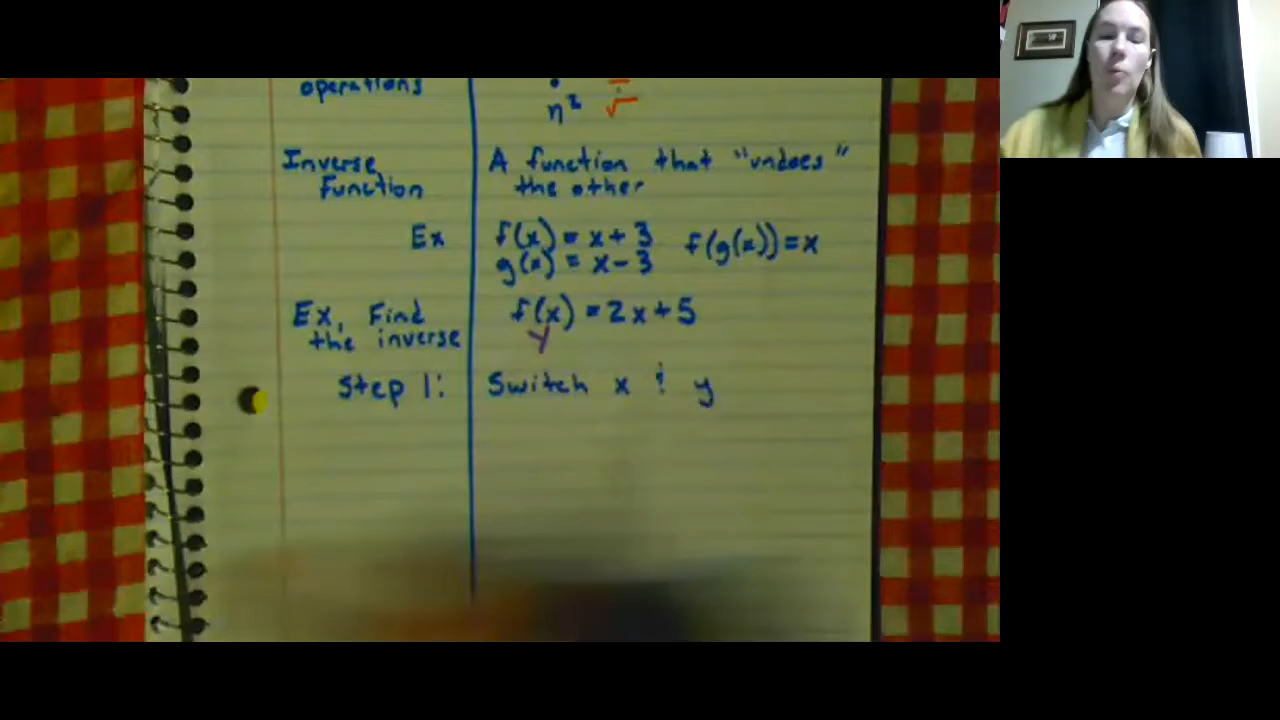 operations
n² √
Inverse Function
A function that "undoes" the other
Ex
f(x) = x + 3
g(x) = x - 3
f(g(x)) = x
Ex, Find the inverse
f(x) = 2x + 5
y
Step 1:
Switch x & y